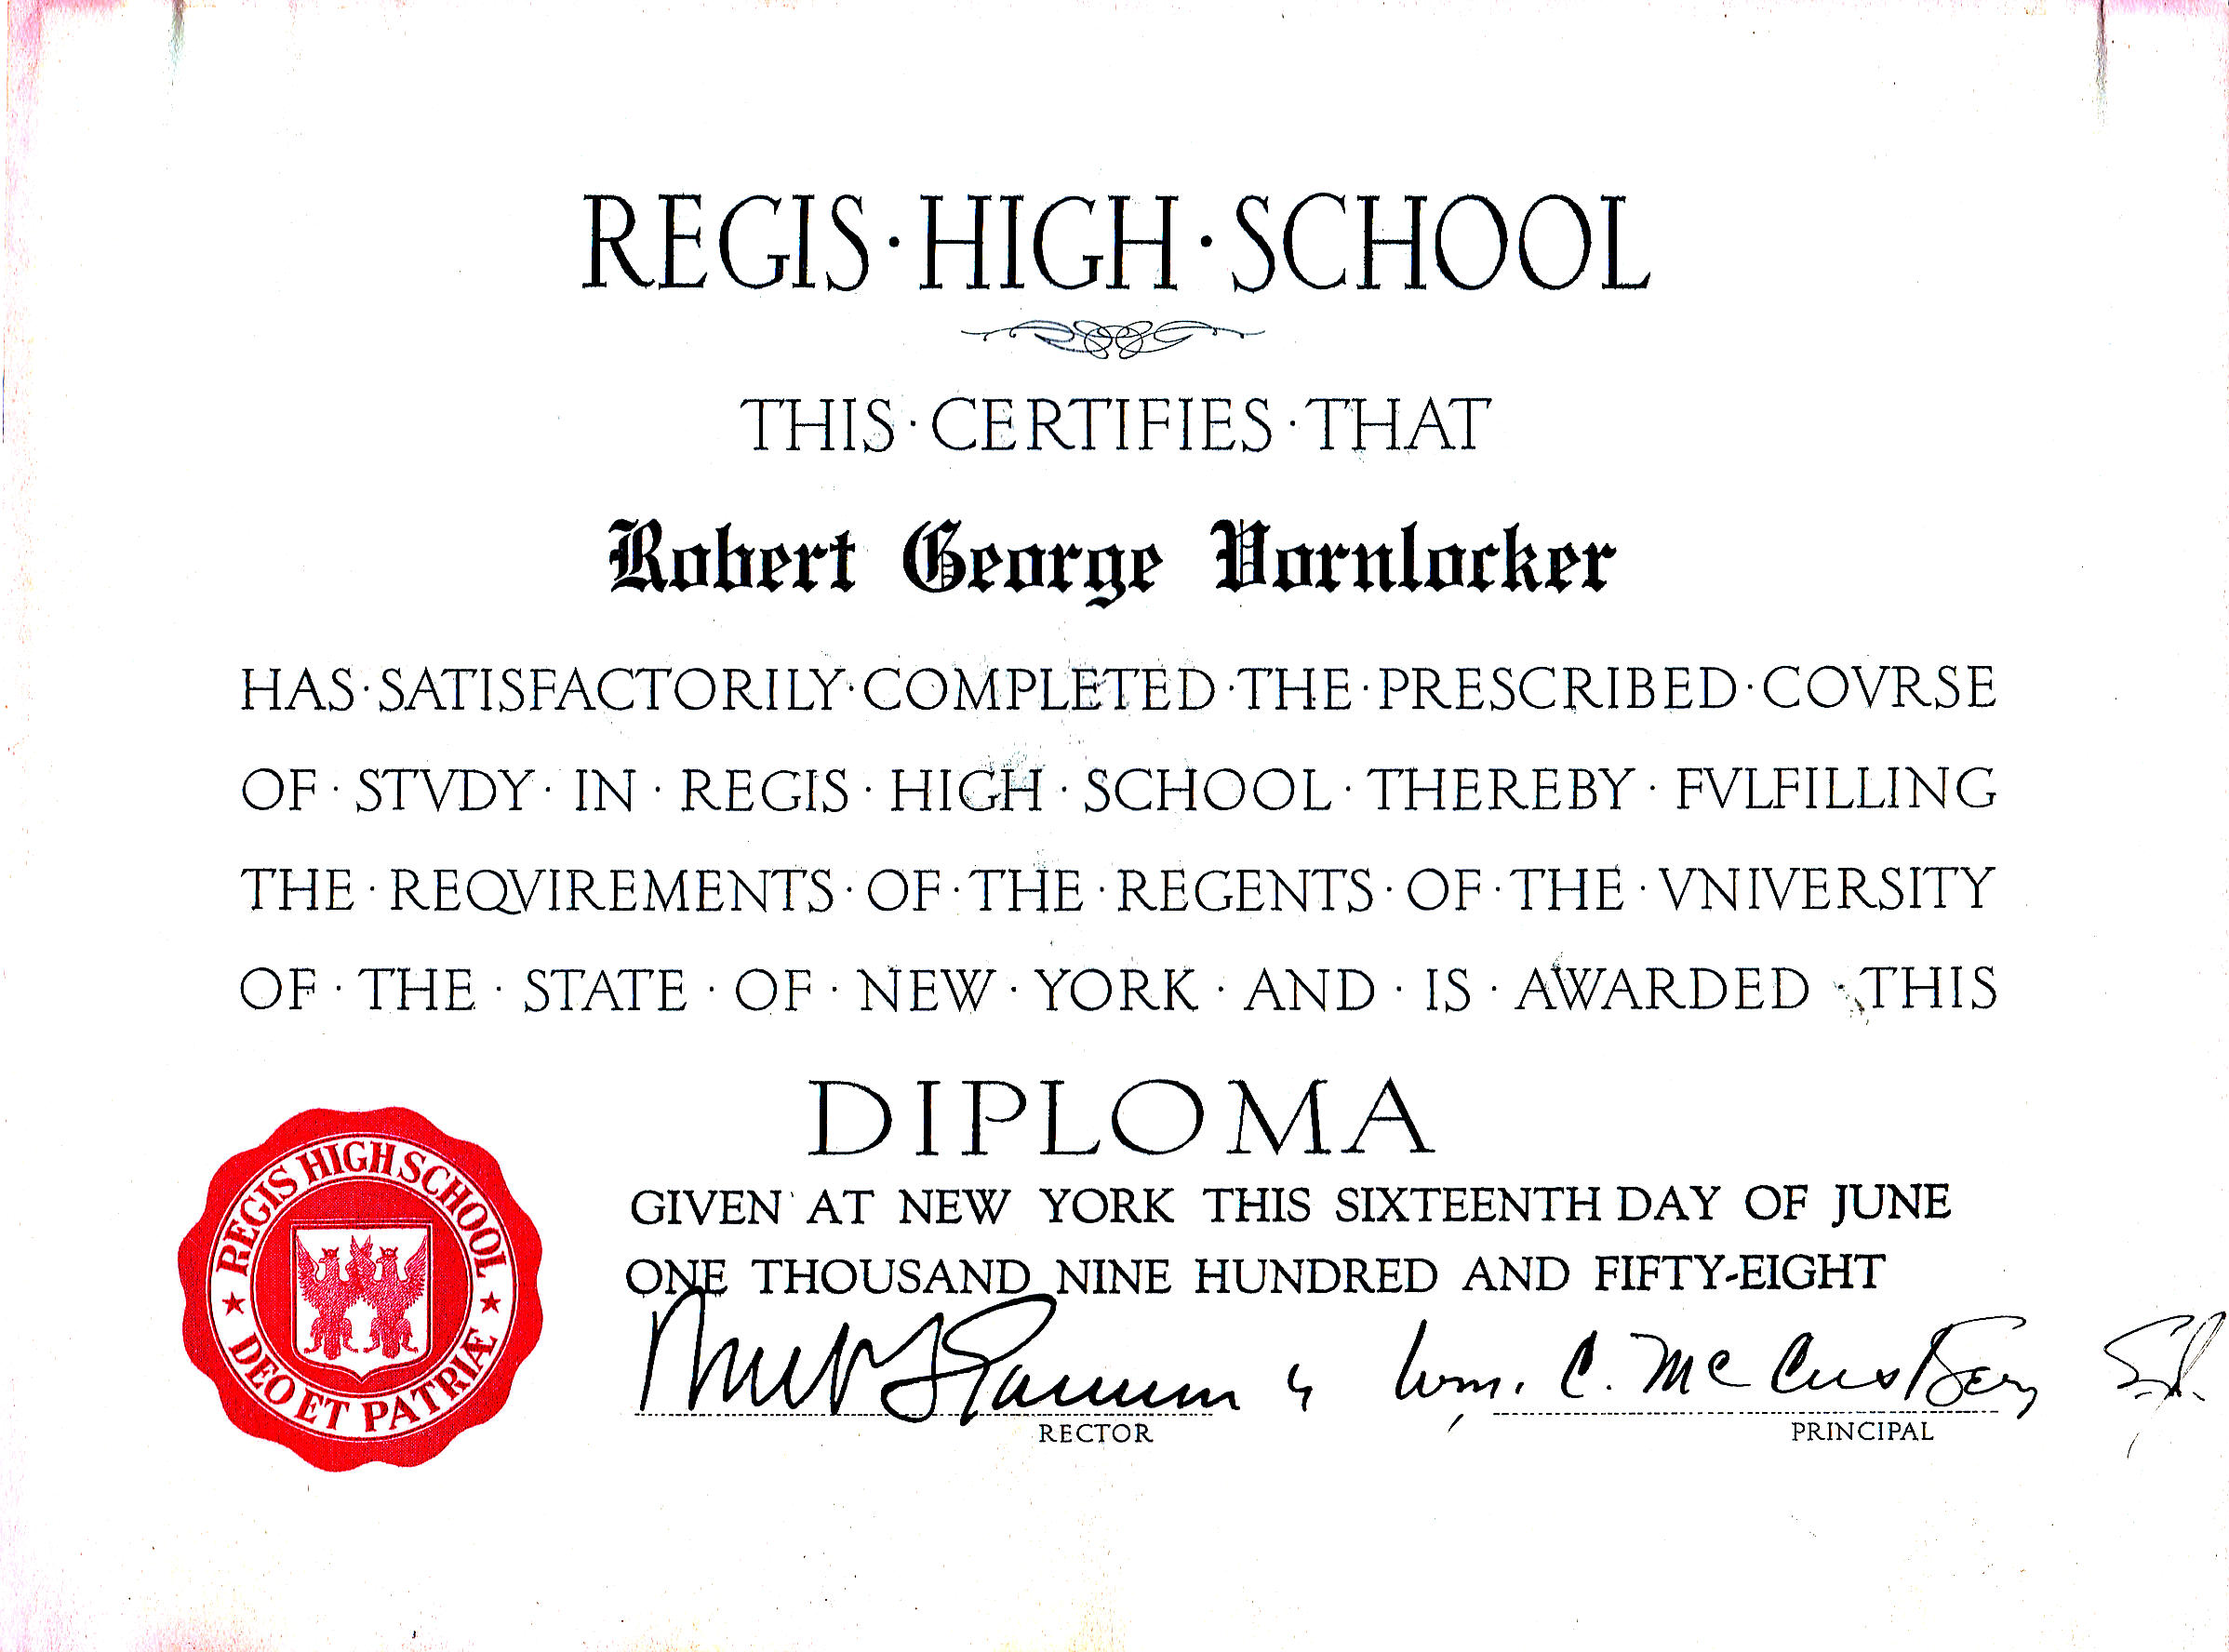 REGIS·HIGH·SCHOOL
THIS·CERTIFIES·THAT
Robert George Vornlocker
HAS·SATISFACTORILY·COMPLETED·THE·PRESCRIBED·COVRSE
OF·STVDY·IN·REGIS·HIGH·SCHOOL·THEREBY·FVLFILLING
THE·REQVIREMENTS·OF·THE·REGENTS·OF·THE·VNIVERSITY
OF·THE·STATE·OF·NEW·YORK·AND·IS·AWARDED·THIS
DIPLOMA
GIVEN AT NEW YORK THIS SIXTEENTH DAY OF JUNE
ONE THOUSAND NINE HUNDRED AND FIFTY-EIGHT
Wm. C. McCusker, S.J.
RECTOR
PRINCIPAL
REGIS HIGH SCHOOL
★ DEO ET PATRIÆ ★